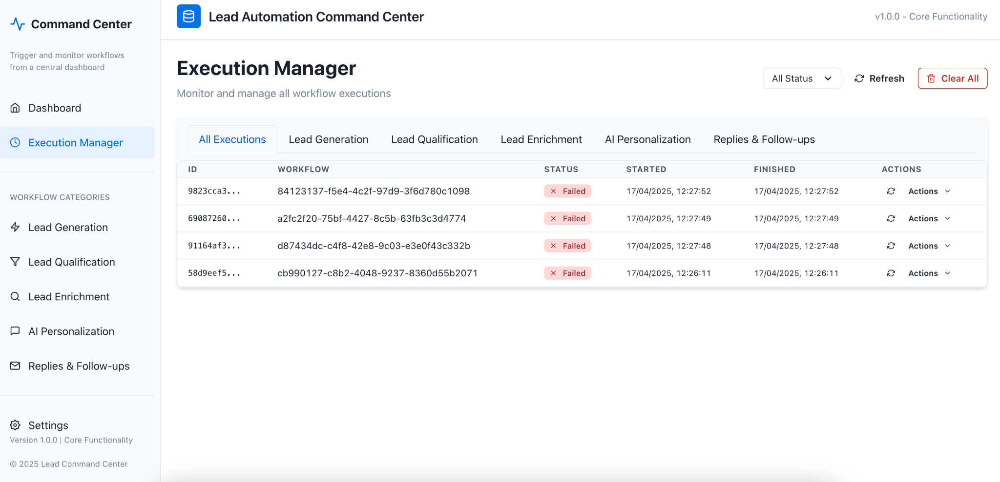 Command Center
Trigger and monitor workflows
from a central dashboard
Dashboard
Execution Manager
WORKFLOW CATEGORIES
Lead Generation
Lead Qualification
Lead Enrichment
AI Personalization
Replies & Follow-ups
Settings
Version 1.0.0 | Core Functionality
© 2025 Lead Command Center
Lead Automation Command Center
v1.0.0 - Core Functionality
Execution Manager
Monitor and manage all workflow executions
All Status
Refresh
Clear All
All Executions Lead Generation Lead Qualification Lead Enrichment AI Personalization Replies & Follow-ups
ID WORKFLOW STATUS STARTED FINISHED ACTIONS
9823cca3... 84123137-f5e4-4c2f-97d9-3f6d780c1098 Failed 17/04/2025, 12:27:52 17/04/2025, 12:27:52 Actions
69087260... a2fc2f20-75bf-4427-8c5b-63fb3c3d4774 Failed 17/04/2025, 12:27:49 17/04/2025, 12:27:49 Actions
91164af3... d87434dc-c4f8-42e8-9c03-e3e0f43c332b Failed 17/04/2025, 12:27:48 17/04/2025, 12:27:48 Actions
58d9eef5... cb990127-c8b2-4048-9237-8360d55b2071 Failed 17/04/2025, 12:26:11 17/04/2025, 12:26:11 Actions